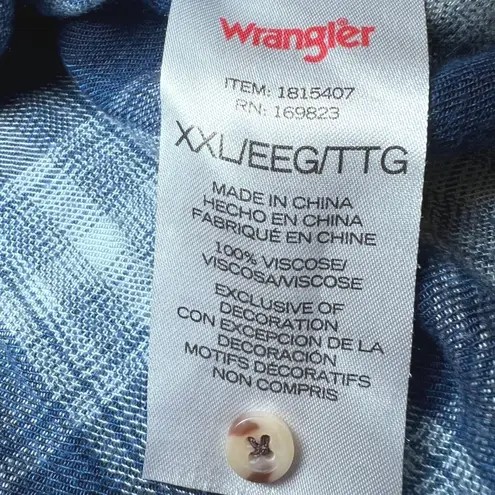 Wrangler
ITEM: 1815407
RN: 169823
XXL/EEG/TTG
MADE IN CHINA
HECHO EN CHINA
FABRIQUÉ EN CHINE
100% VISCOSE/
VISCOSA/VISCOSE
EXCLUSIVE OF
DECORATION
CON EXCEPCIÓN DE LA
DECORACIÓN
MOTIFS DÉCORATIFS
NON COMPRIS